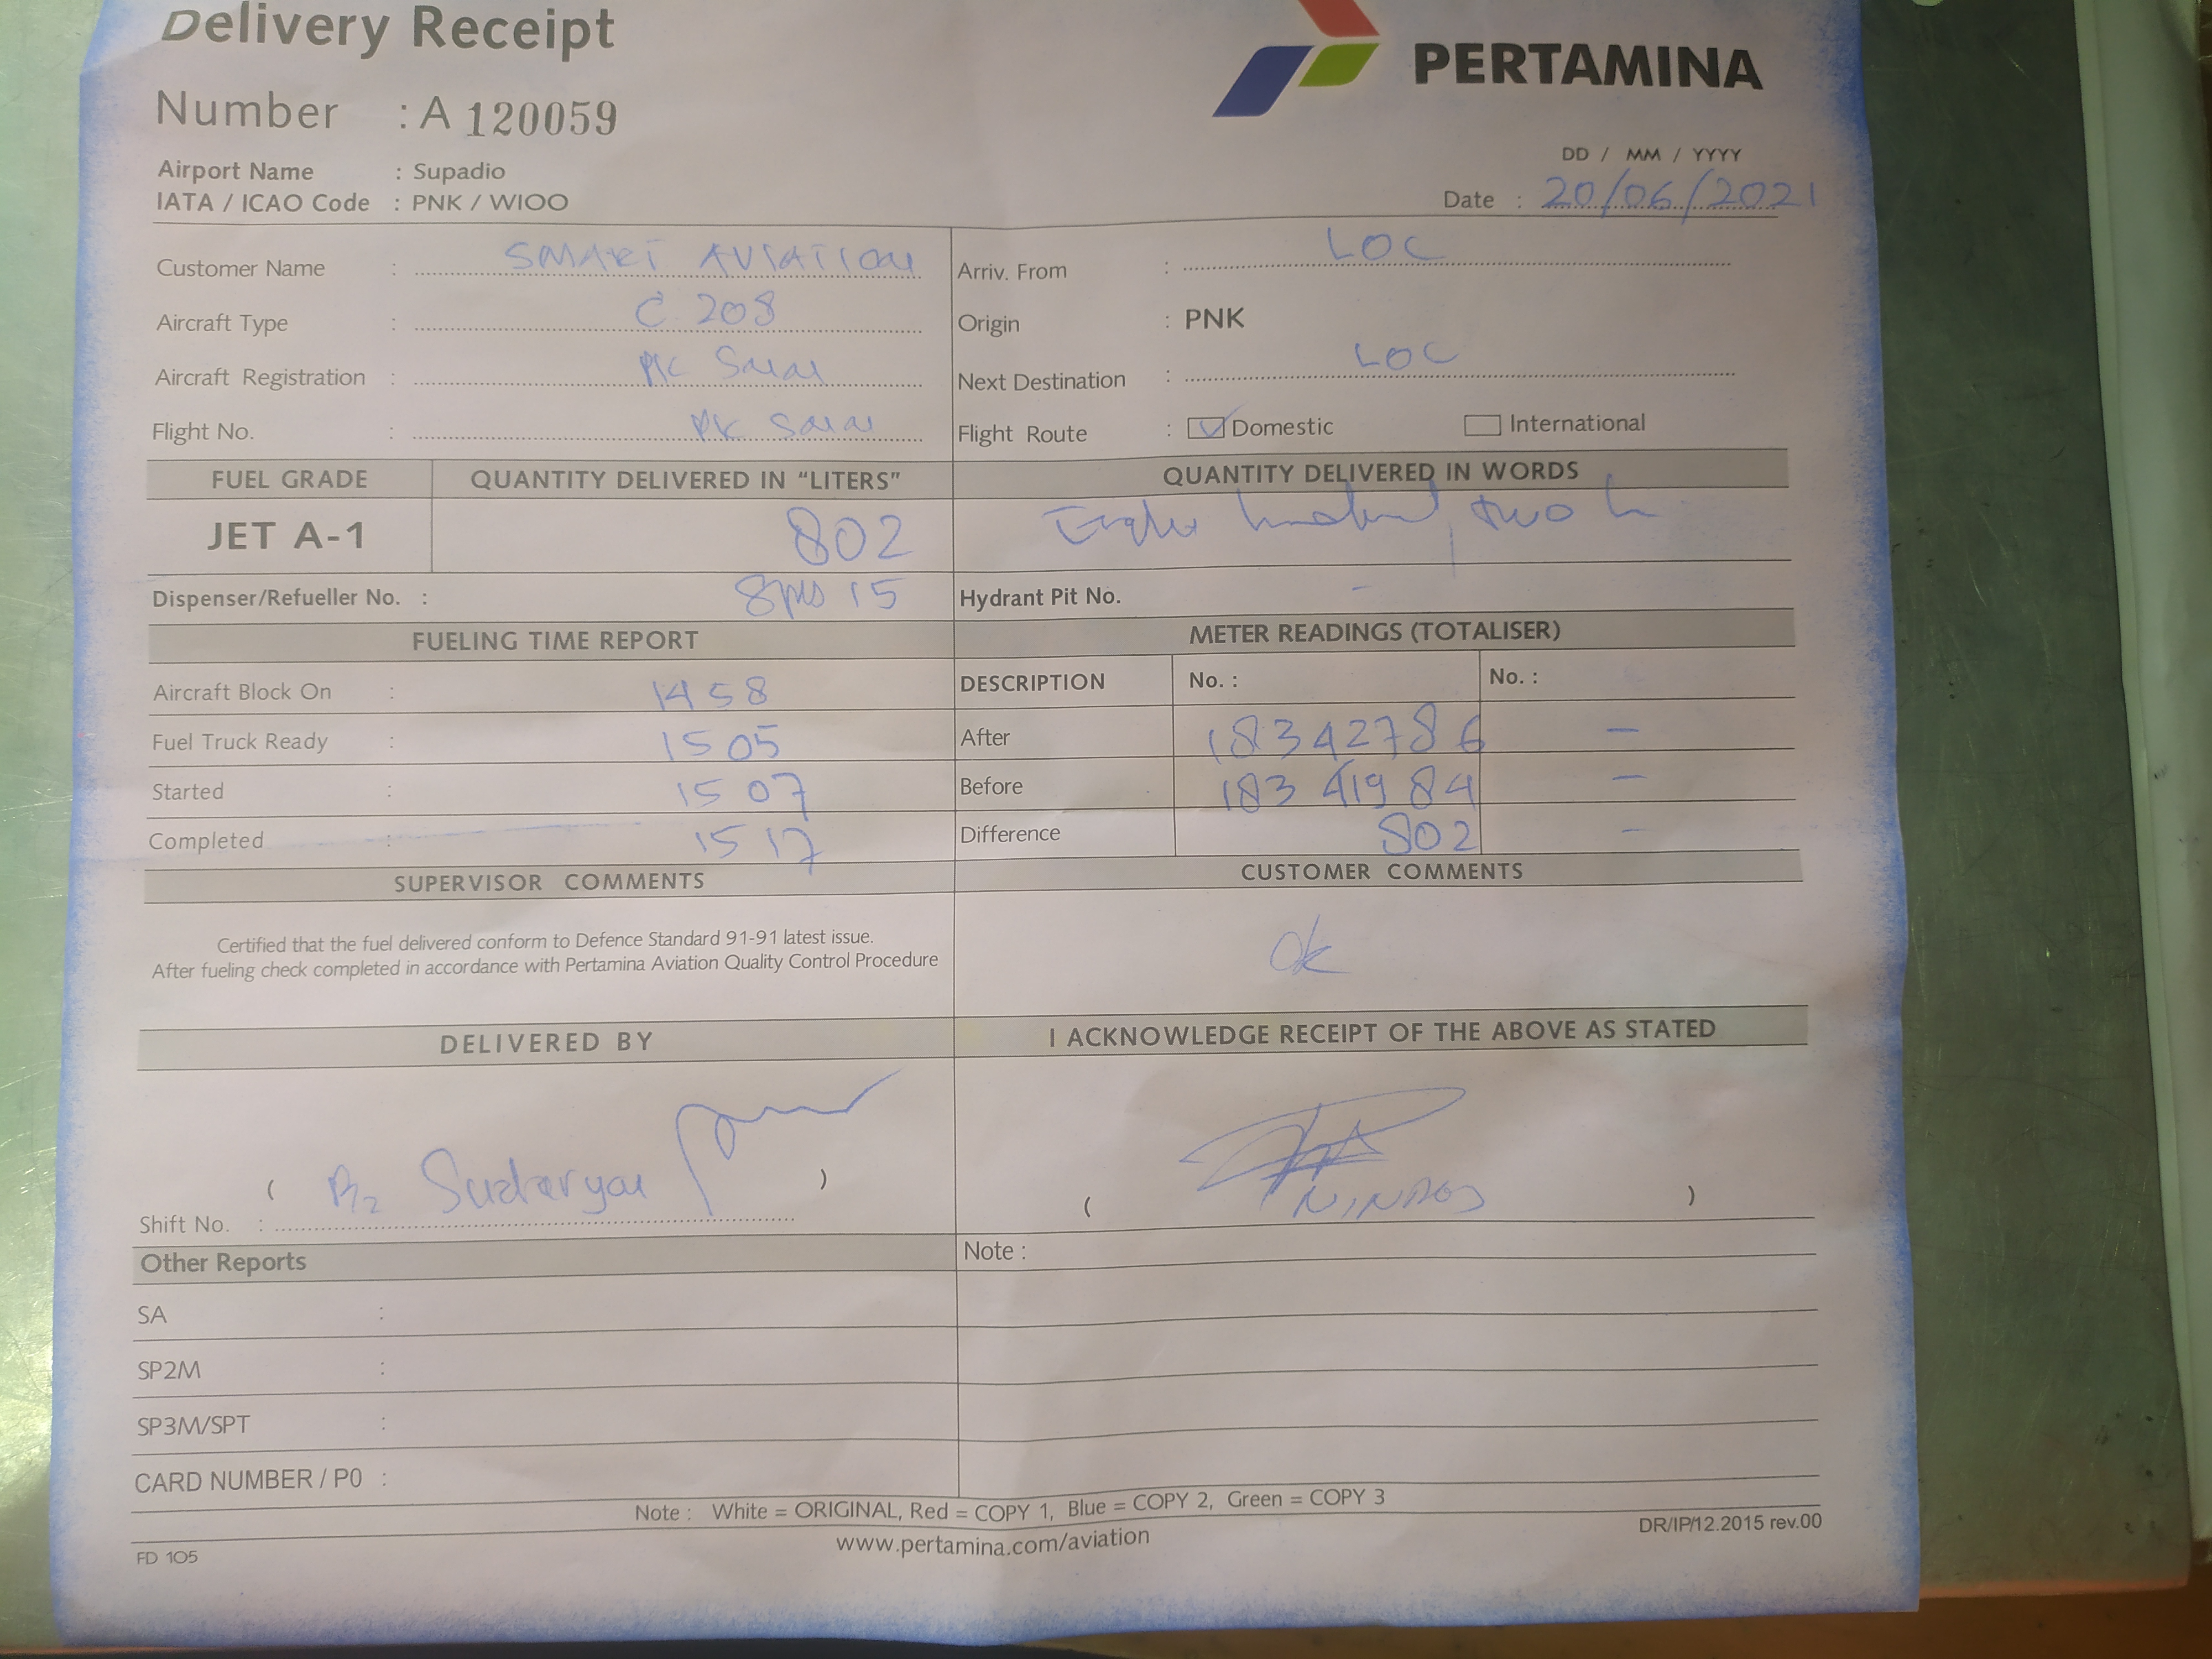 Delivery Receipt
PERTAMINA
Number : A 120059
Airport Name : Supadio
IATA / ICAO Code : PNK / WIOO
DD / MM / YYYY
Date : 20/06/2021
Customer Name : SMART AVIATION
Aircraft Type : C 208
Aircraft Registration : PK
Flight No. : PK
Arriv. From : LOC
Origin : PNK
Next Destination : LOC
Flight Route : Domestic International
FUEL GRADE QUANTITY DELIVERED IN “LITERS” QUANTITY DELIVERED IN WORDS
JET A-1 802 hundred two
Dispenser/Refueller No. : 15 Hydrant Pit No. -
FUELING TIME REPORT
Aircraft Block On : 1458
Fuel Truck Ready : 1505
Started : 1507
Completed : 1517
METER READINGS (TOTALISER)
DESCRIPTION No. : No. :
After 18342786 -
Before 18341984 -
Difference 802 -
SUPERVISOR COMMENTS
Certified that the fuel delivered conform to Defence Standard 91-91 latest issue.
After fueling check completed in accordance with Pertamina Aviation Quality Control Procedure
CUSTOMER COMMENTS
Ok
DELIVERED BY
( )
Shift No. :
I ACKNOWLEDGE RECEIPT OF THE ABOVE AS STATED
( )
Other Reports
SA :
SP2M :
SP3M/SPT :
CARD NUMBER / P0 :
Note :
Note : White = ORIGINAL, Red = COPY 1, Blue = COPY 2, Green = COPY 3
www.pertamina.com/aviation
FD 105
DR/IP/12.2015 rev.00